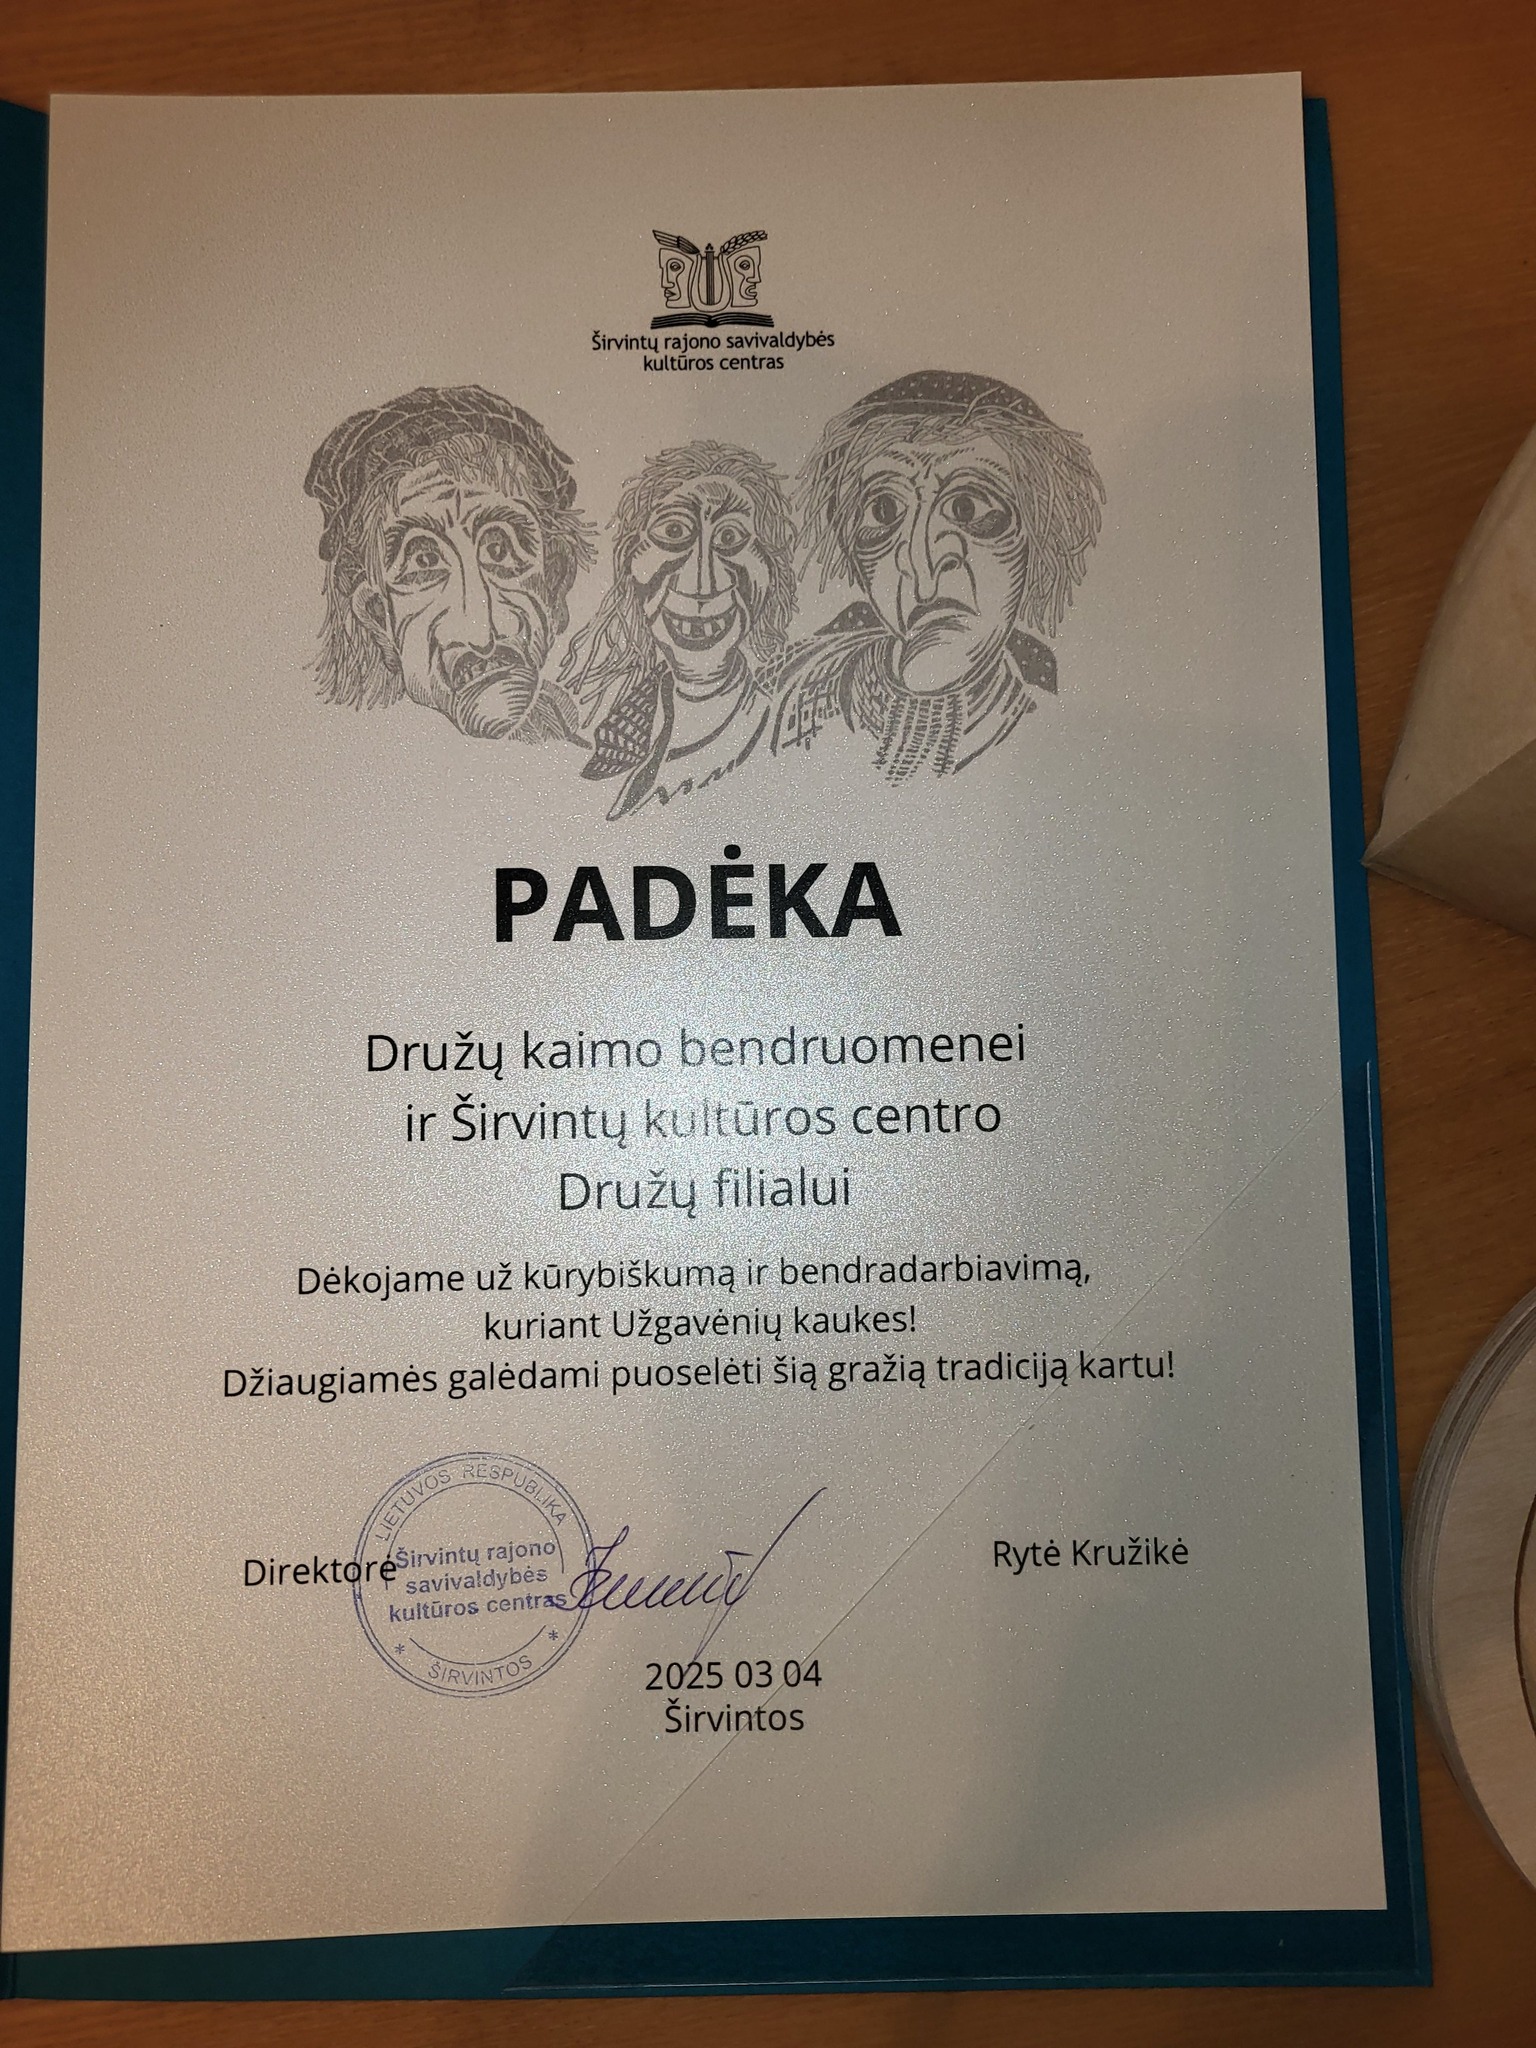 Širvintų rajono savivaldybės
kultūros centras
PADĖKA
Družų kaimo bendruomenei
ir Širvintų kultūros centro
Družų filialui
Dėkojame už kūrybiškumą ir bendradarbiavimą,
kuriant Užgavėnių kaukes!
Džiaugiamės galėdami puoselėti šią gražią tradiciją kartu!
Direktorė
LIETUVOS RESPUBLIKA
Širvintų rajono
savivaldybės
kultūros centras
* ŠIRVINTOS *
Rytė Kružikė
2025 03 04
Širvintos